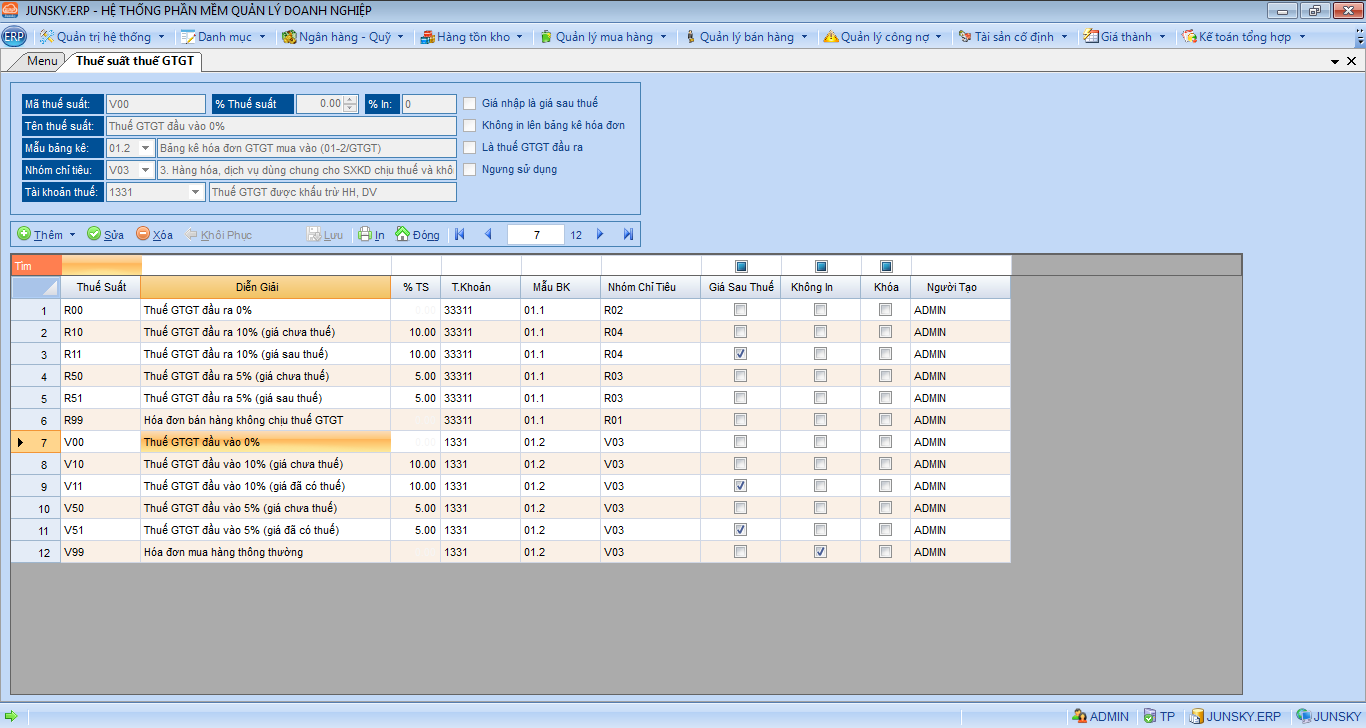 JUNSKY.ERP - HỆ THỐNG PHẦN MỀM QUẢN LÝ DOANH NGHIỆP
ERP Quản trị hệ thống Danh mục Ngân hàng - Quỹ Hàng tồn kho Quản lý mua hàng Quản lý bán hàng Quản lý công nợ Tài sản cố định Giá thành Kế toán tổng hợp
Menu Thuế suất thuế GTGT
Mã thuế suất: V00 % Thuế suất 0.00 % In: 0 Giá nhập là giá sau thuế
Tên thuế suất: Thuế GTGT đầu vào 0% Không in lên bảng kê hóa đơn
Mẫu bảng kê: 01.2 Bảng kê hóa đơn GTGT mua vào (01-2/GTGT) Là thuế GTGT đầu ra
Nhóm chỉ tiêu: V03 3. Hàng hóa, dịch vụ dùng chung cho SXKD chịu thuế và khô Ngưng sử dụng
Tài khoản thuế: 1331 Thuế GTGT được khấu trừ HH, DV
Thêm Sửa Xóa Khôi Phục Lưu In Đóng 7 12
Tìm
Thuế Suất Diễn Giải % TS T.Khoản Mẫu BK Nhóm Chỉ Tiêu Giá Sau Thuế Không In Khóa Người Tạo
1 R00 Thuế GTGT đầu ra 0% 0.00 33311 01.1 R02 ADMIN
2 R10 Thuế GTGT đầu ra 10% (giá chưa thuế) 10.00 33311 01.1 R04 ADMIN
3 R11 Thuế GTGT đầu ra 10% (giá sau thuế) 10.00 33311 01.1 R04 ADMIN
4 R50 Thuế GTGT đầu ra 5% (giá chưa thuế) 5.00 33311 01.1 R03 ADMIN
5 R51 Thuế GTGT đầu ra 5% (giá sau thuế) 5.00 33311 01.1 R03 ADMIN
6 R99 Hóa đơn bán hàng không chịu thuế GTGT 33311 01.1 R01 ADMIN
7 V00 Thuế GTGT đầu vào 0% 0.00 1331 01.2 V03 ADMIN
8 V10 Thuế GTGT đầu vào 10% (giá chưa thuế) 10.00 1331 01.2 V03 ADMIN
9 V11 Thuế GTGT đầu vào 10% (giá đã có thuế) 10.00 1331 01.2 V03 ADMIN
10 V50 Thuế GTGT đầu vào 5% (giá chưa thuế) 5.00 1331 01.2 V03 ADMIN
11 V51 Thuế GTGT đầu vào 5% (giá đã có thuế) 5.00 1331 01.2 V03 ADMIN
12 V99 Hóa đơn mua hàng thông thường 1331 01.2 V03 ADMIN
ADMIN TP JUNSKY.ERP JUNSKY